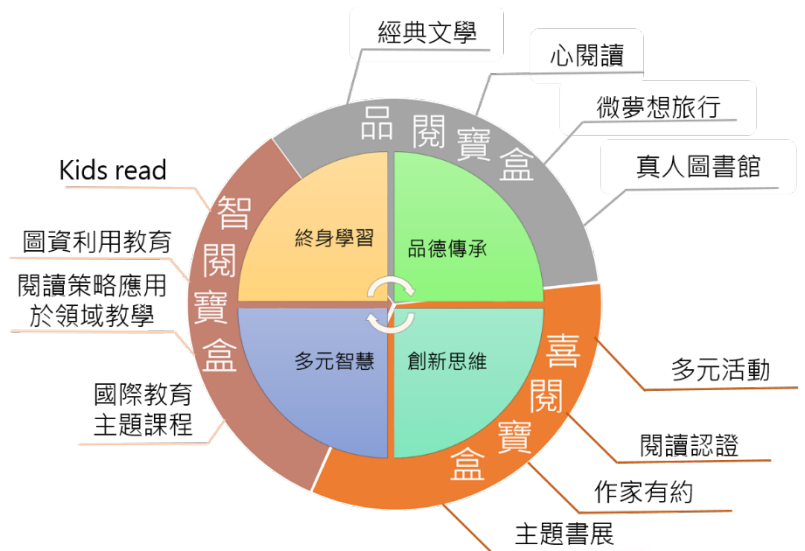 經典文學
心閱讀
微夢想旅行
真人圖書館
品閱寶盒
Kids read
圖資利用教育
閱讀策略應用
於領域教學
國際教育
主題課程
智閱寶盒
終身學習
品德傳承
多元智慧
創新思維
喜閱寶盒
多元活動
閱讀認證
作家有約
主題書展